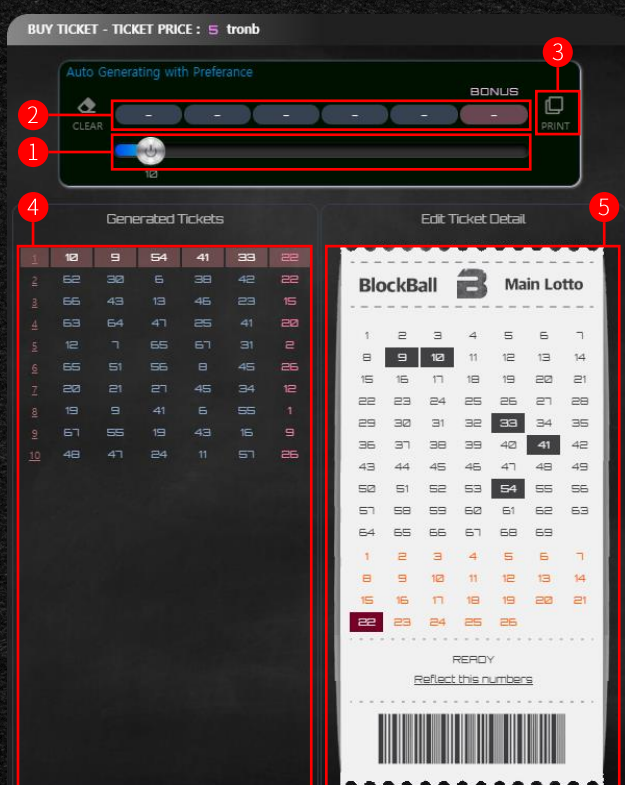 BUY TICKET - TICKET PRICE : 5 tronb
3
Auto Generating with Preferance
BONUS
2
CLEAR
- - - - - -
PRINT
1
10
4
Generated Tickets
Edit Ticket Detail
5
1 10 9 54 41 33 22
2 62 30 6 38 42 22
3 66 43 13 46 23 15
4 63 64 47 25 41 20
5 12 7 65 67 31 2
6 65 51 56 8 45 26
7 20 21 27 45 34 12
8 19 9 41 6 55 1
9 67 55 19 43 16 9
10 48 47 24 11 57 26
BlockBall B Main Lotto
1 2 3 4 5 6 7
8 9 10 11 12 13 14
15 16 17 18 19 20 21
22 23 24 25 26 27 28
29 30 31 32 33 34 35
36 37 38 39 40 41 42
43 44 45 46 47 48 49
50 51 52 53 54 55 56
57 58 59 60 61 62 63
64 65 66 67 68 69
1 2 3 4 5 6 7
8 9 10 11 12 13 14
15 16 17 18 19 20 21
22 23 24 25 26
READY
Reflect this numbers